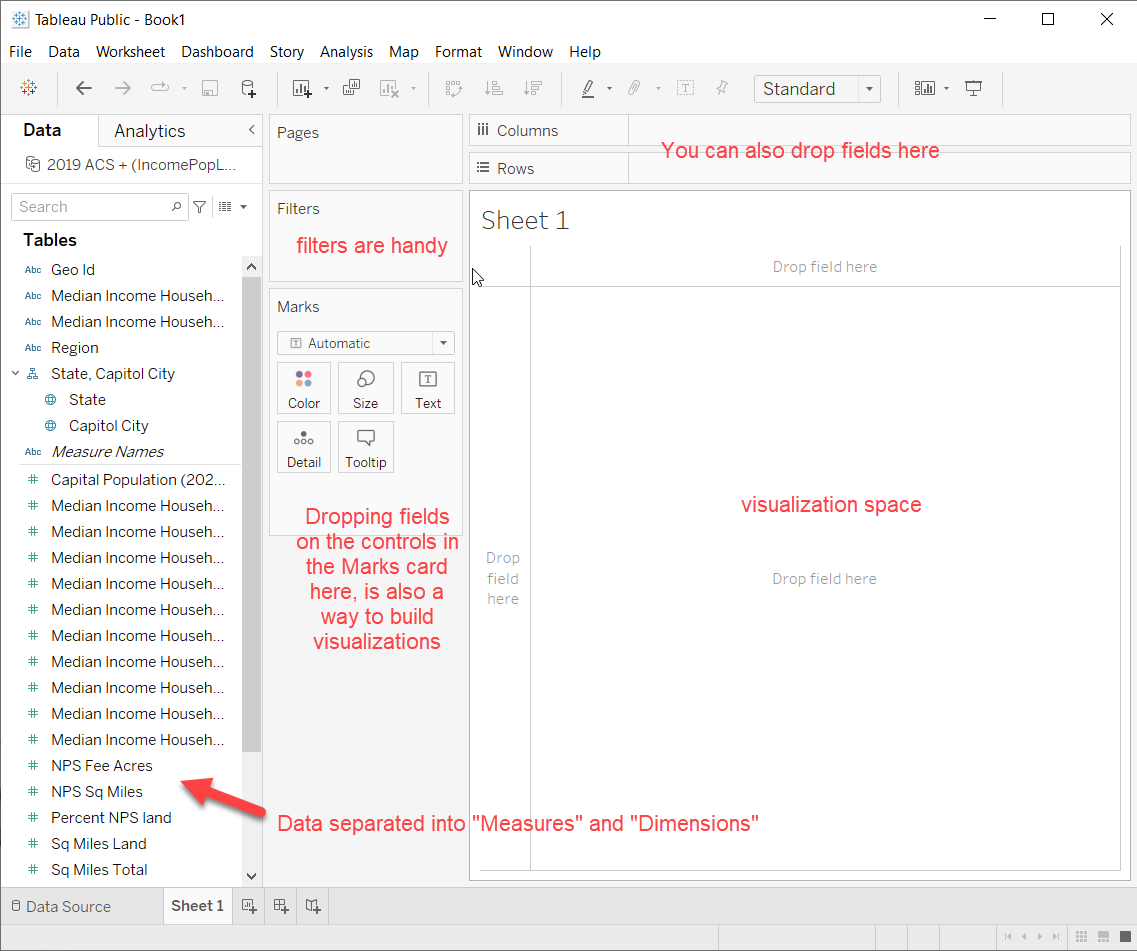 Tableau Public - Book1
File Data Worksheet Dashboard Story Analysis Map Format Window Help
Standard
Data Analytics
2019 ACS + (IncomePopL...
Search
Tables
Abc Geo Id
Abc Median Income Househ...
Abc Median Income Househ...
Abc Region
State, Capitol City
State
Capitol City
Abc Measure Names
# Capital Population (202...
# Median Income Househ...
# Median Income Househ...
# Median Income Househ...
# Median Income Househ...
# Median Income Househ...
# Median Income Househ...
# Median Income Househ...
# Median Income Househ...
# Median Income Househ...
# Median Income Househ...
# NPS Fee Acres
# NPS Sq Miles
# Percent NPS land
# Sq Miles Land
# Sq Miles Total
Pages
Filters
filters are handy
Marks
T Automatic
Color Size T Text
Detail Tooltip
Dropping fields
on the controls in
the Marks card
here, is also a
way to build
visualizations
Columns
Rows
You can also drop fields here
Sheet 1
Drop field here
visualization space
Drop
field
here
Drop field here
Data separated into "Measures" and "Dimensions"
Data Source Sheet 1